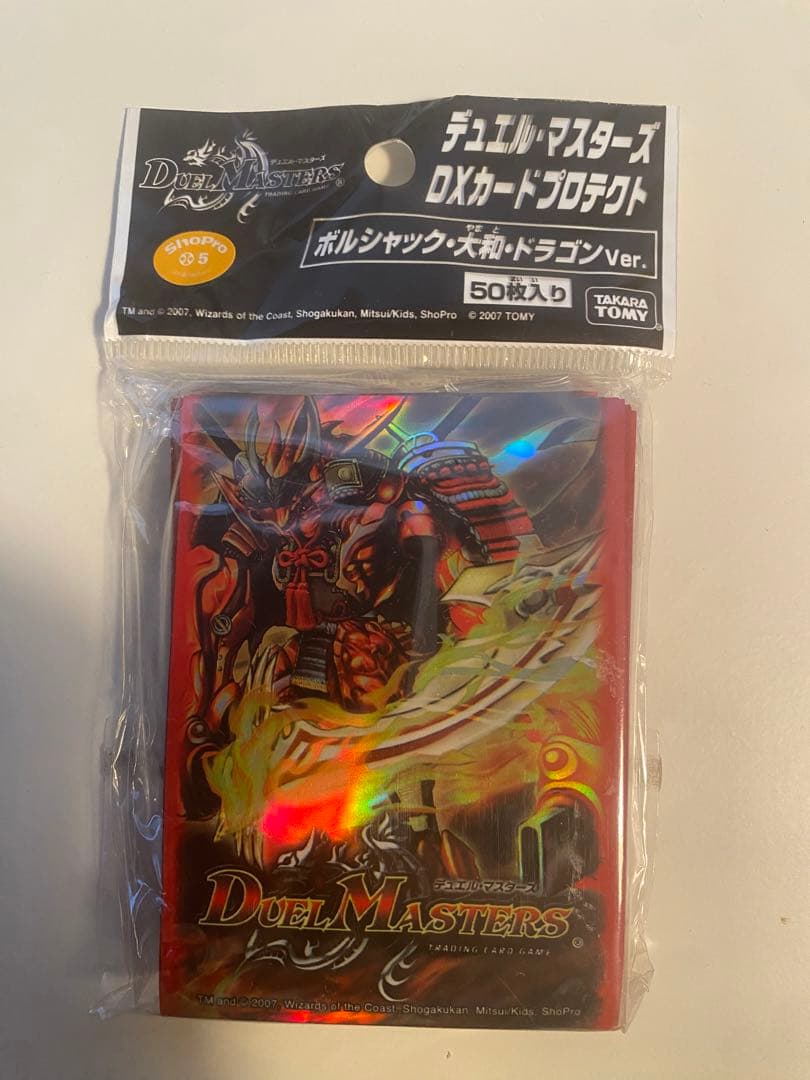 デュエル・マスターズ
DUEL MASTERS®
TRADING CARD GAME
デュエル・マスターズ
DXカードプロテクト
ShoPro
小 5
ボルシャック・大和・ドラゴンVer.
やまと
50枚入り
まいい
TAKARA TOMY®
TM and © 2007, Wizards of the Coast, Shogakukan, Mitsui/Kids, ShoPro © 2007 TOMY
デュエル・マスターズ
DUEL MASTERS®
TRADING CARD GAME
TM and © 2007, Wizards of the Coast, Shogakukan, Mitsui/Kids, ShoPro